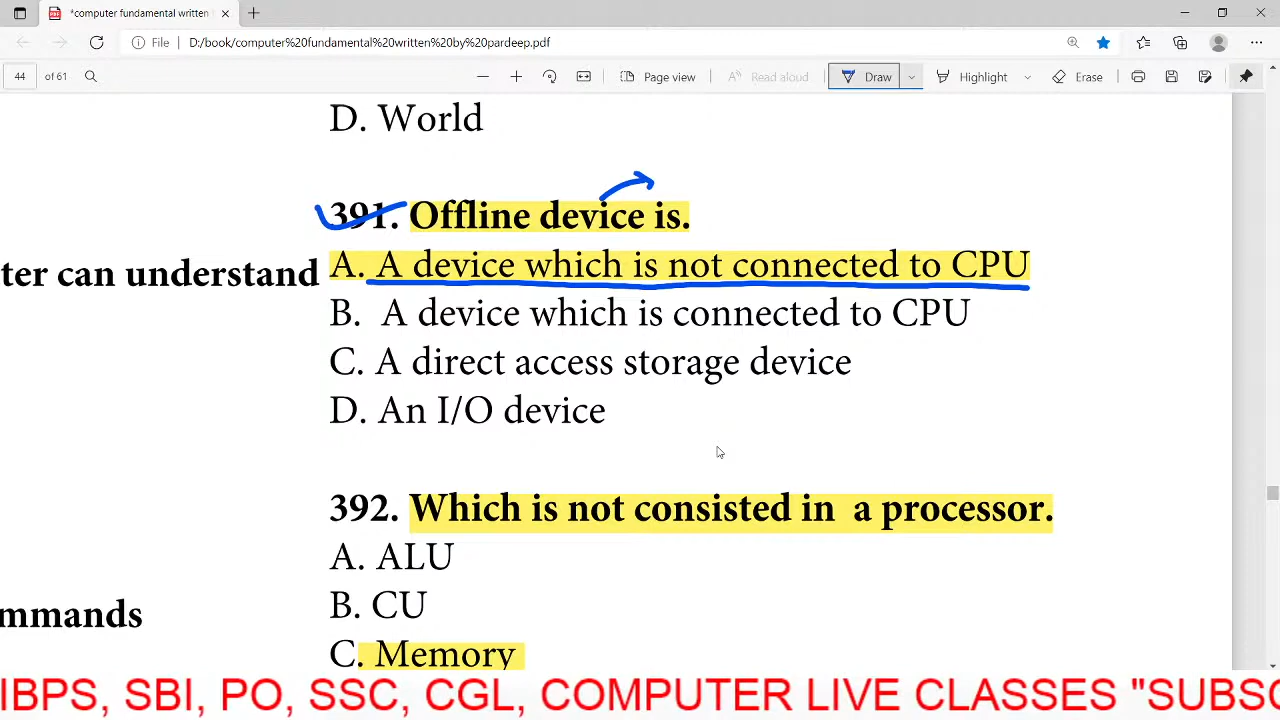 *computer fundamental written
File
D:/book/computer%20fundamental%20written%20by%20pardeep.pdf
44 of 61
Page view
Read aloud
Draw
Highlight
Erase
D. World
391. Offline device is.
A. A device which is not connected to CPU
B. A device which is connected to CPU
C. A direct access storage device
D. An I/O device
392. Which is not consisted in a processor.
A. ALU
B. CU
C. Memory
ter can understand
mmands
IBPS, SBI, PO, SSC, CGL, COMPUTER LIVE CLASSES "SUBSC